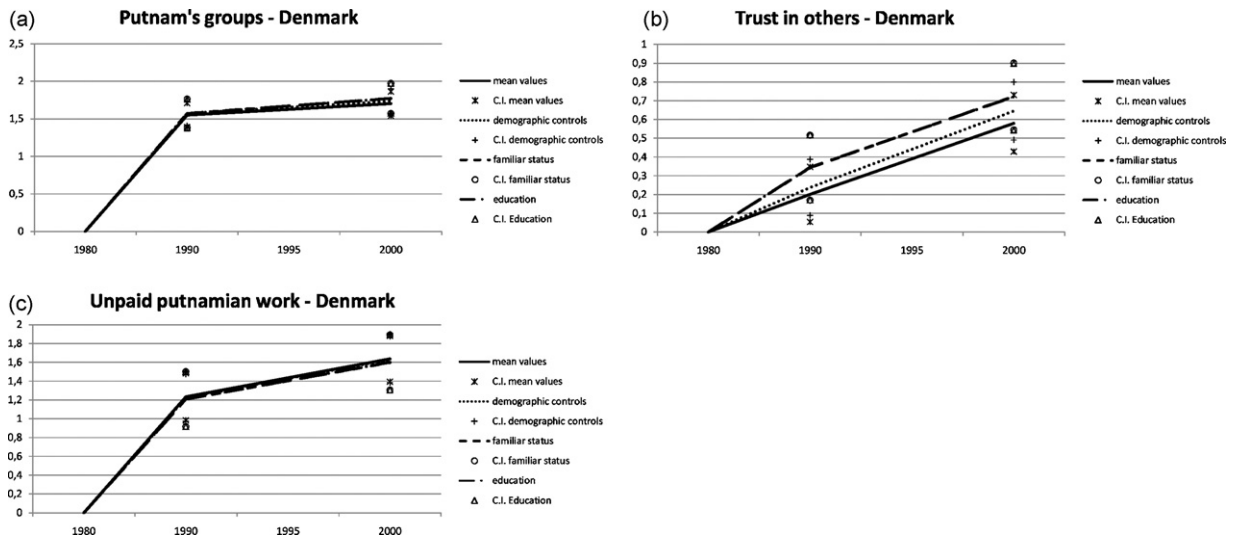 (a)
Putnam's groups - Denmark
2,5
2
1,5
1
0,5
0
1980 1990 1995 2000
mean values
C.I. mean values
demographic controls
C.I. demographic controls
familiar status
C.I. familiar status
education
C.I. Education
(b)
Trust in others - Denmark
1
0,9
0,8
0,7
0,6
0,5
0,4
0,3
0,2
0,1
0
1980 1990 1995 2000
mean values
C.I. mean values
demographic controls
C.I. demographic controls
familiar status
C.I. familiar status
education
C.I. Education
(c)
Unpaid putnamian work - Denmark
2
1,8
1,6
1,4
1,2
1
0,8
0,6
0,4
0,2
0
1980 1990 1995 2000
mean values
C.I. mean values
demographic controls
C.I. demographic controls
familiar status
C.I. familiar status
education
C.I. Education